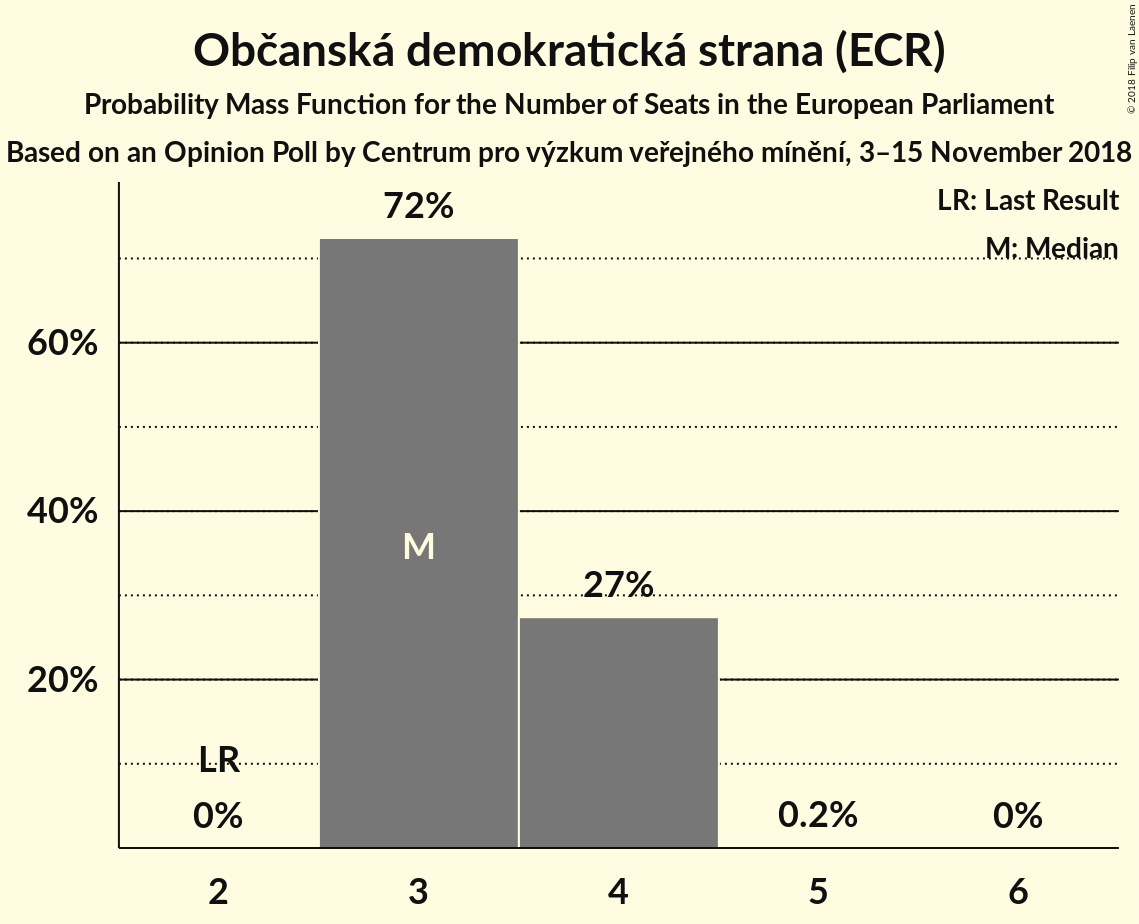 Občanská demokratická strana (ECR)
Probability Mass Function for the Number of Seats in the European Parliament
Based on an Opinion Poll by Centrum pro výzkum veřejného mínění, 3–15 November 2018
© 2018 Filip van Laenen
LR: Last Result
M: Median
72%
60%
40%
M
27%
20%
LR
0%
0.2%
0%
2 3 4 5 6